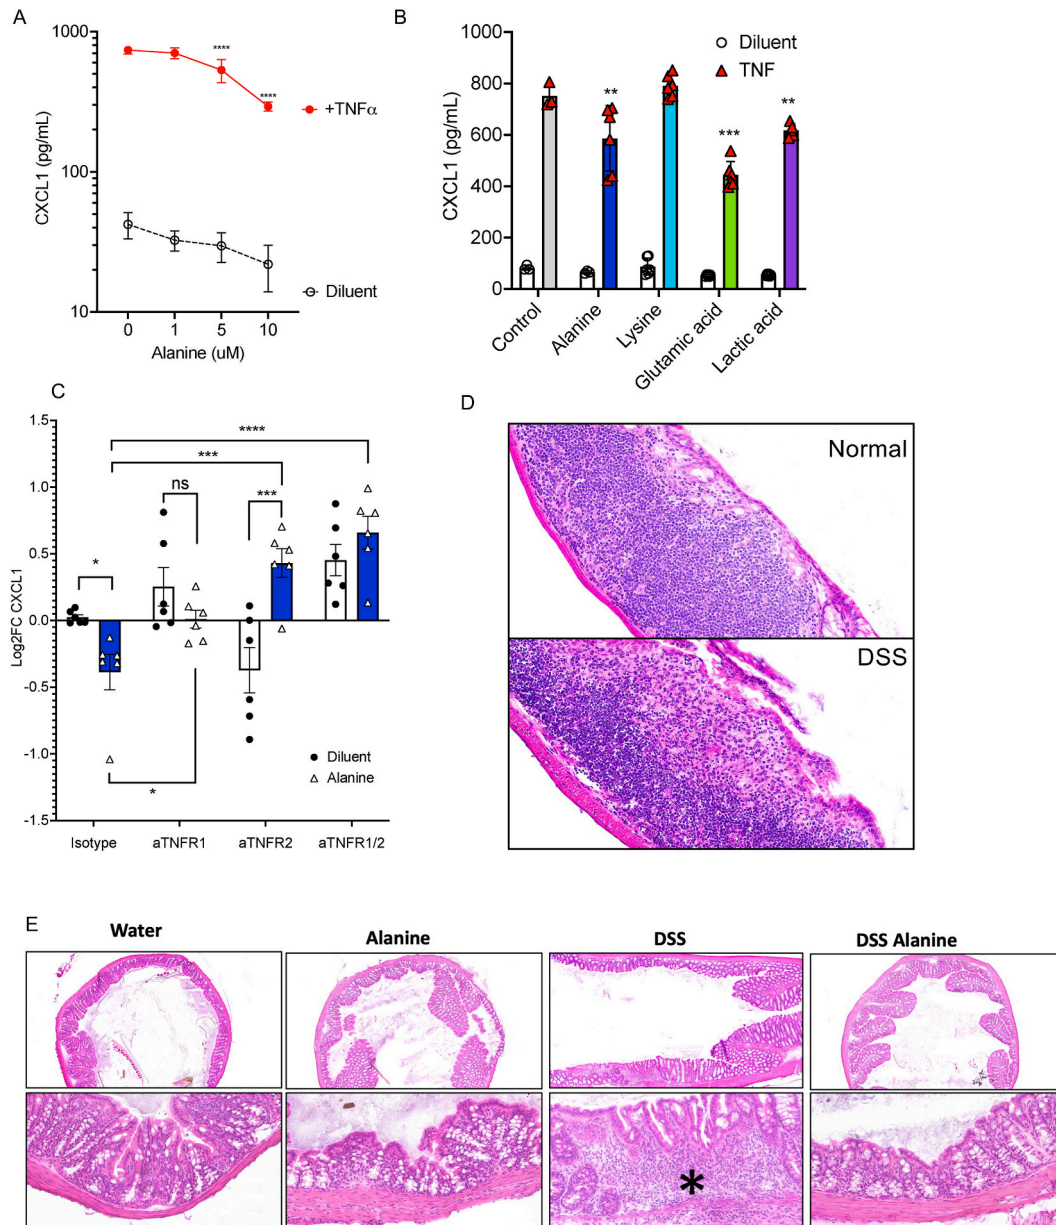 A
1000
100
10
CXCL1 (pg/mL)
****
****
+TNFα
Diluent
0 1 5 10
Alanine (uM)
B
1000
800
600
400
200
0
CXCL1 (pg/mL)
Diluent
TNF
**
***
**
Control
Alanine
Lysine
Glutamic acid
Lactic acid
C
1.5
1.0
0.5
0.0
-0.5
-1.0
-1.5
Log2FC CXCL1
****
***
ns
***
*
*
Diluent
Alanine
Isotype aTNFR1 aTNFR2 aTNFR1/2
D
Normal
DSS
E
Water Alanine DSS DSS Alanine
*